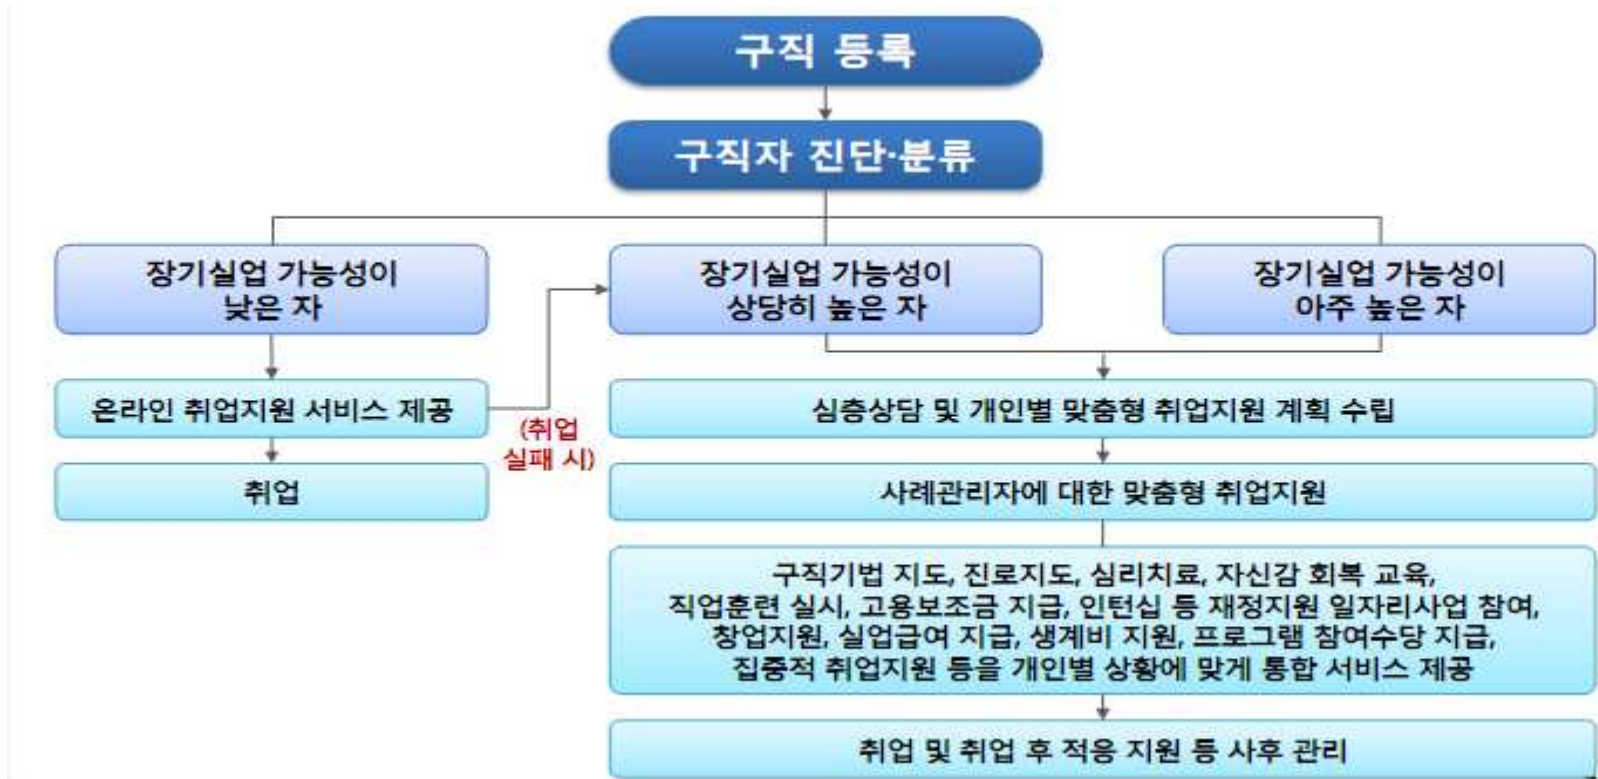 구직 등록
구직자 진단·분류
장기실업 가능성이
낮은 자
장기실업 가능성이
상당히 높은 자
장기실업 가능성이
아주 높은 자
온라인 취업지원 서비스 제공
(취업
실패 시)
취업
심층상담 및 개인별 맞춤형 취업지원 계획 수립
사례관리자에 대한 맞춤형 취업지원
구직기법 지도, 진로지도, 심리치료, 자신감 회복 교육,
직업훈련 실시, 고용보조금 지급, 인턴십 등 재정지원 일자리사업 참여,
창업지원, 실업급여 지급, 생계비 지원, 프로그램 참여수당 지급,
집중적 취업지원 등을 개인별 상황에 맞게 통합 서비스 제공
취업 및 취업 후 적응 지원 등 사후 관리